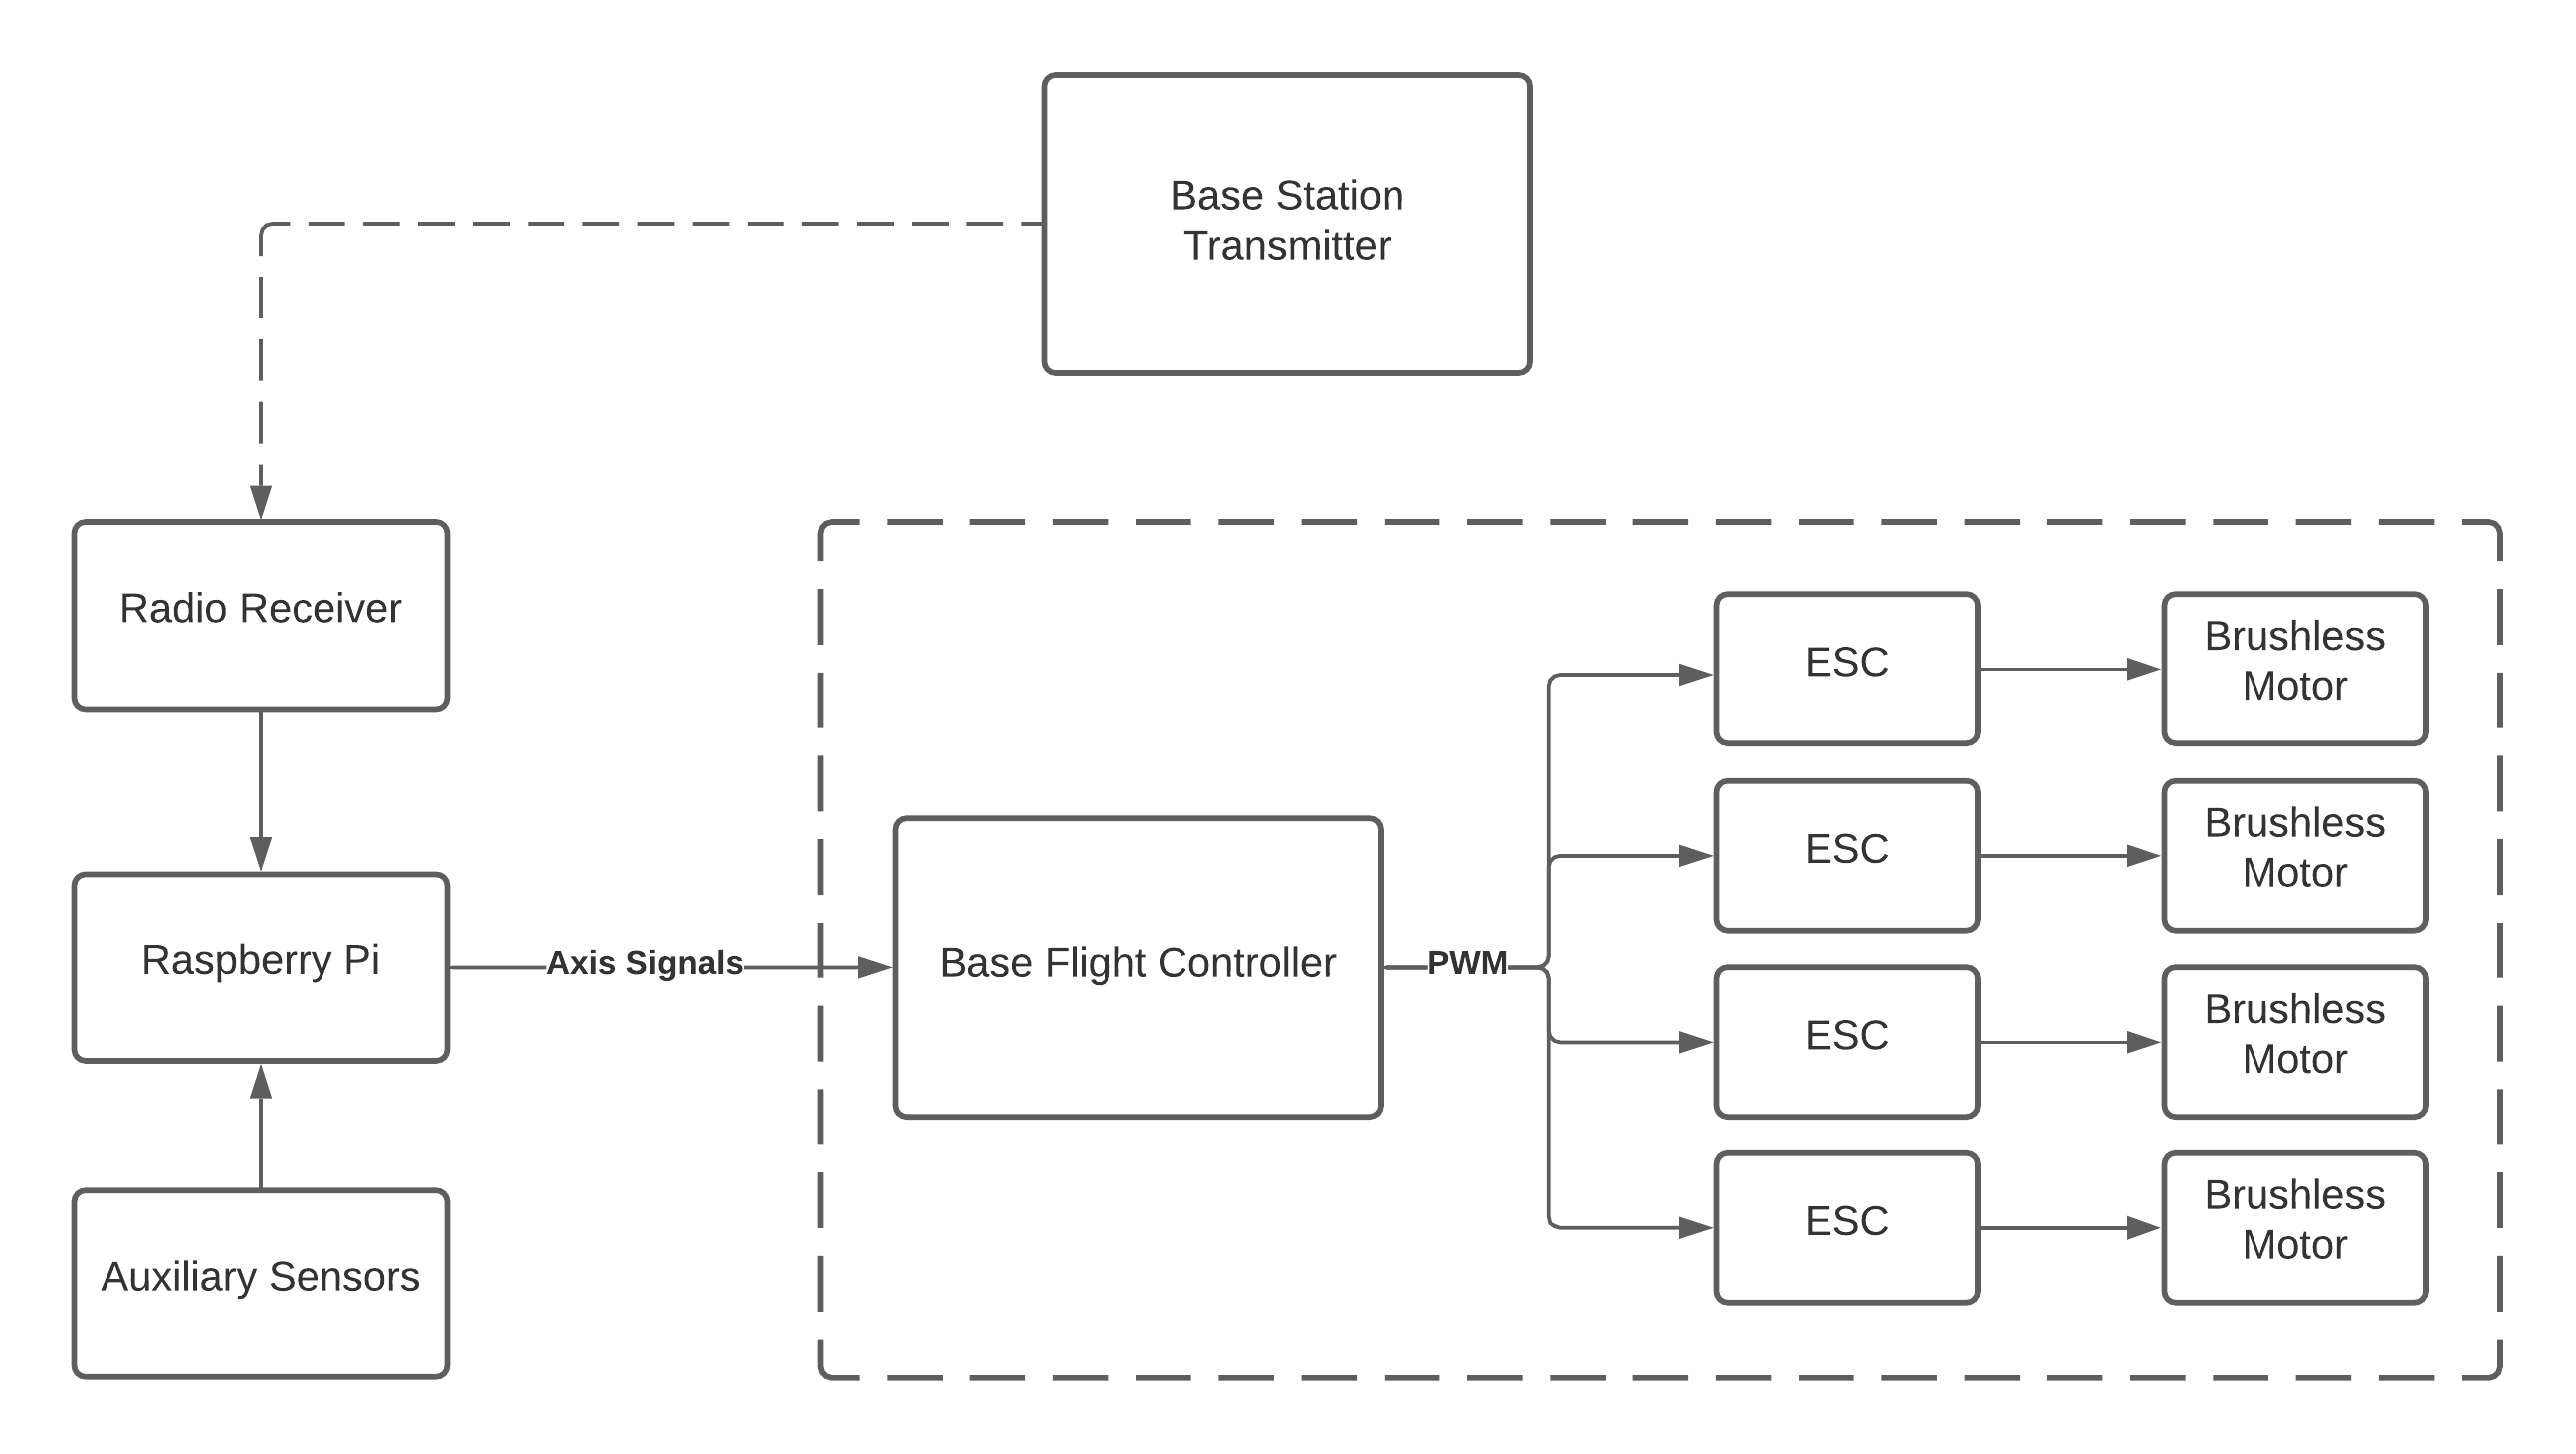 Base Station
Transmitter
Radio Receiver
Raspberry Pi
Auxiliary Sensors
Axis Signals
Base Flight Controller
PWM
ESC
Brushless
Motor
ESC
Brushless
Motor
ESC
Brushless
Motor
ESC
Brushless
Motor